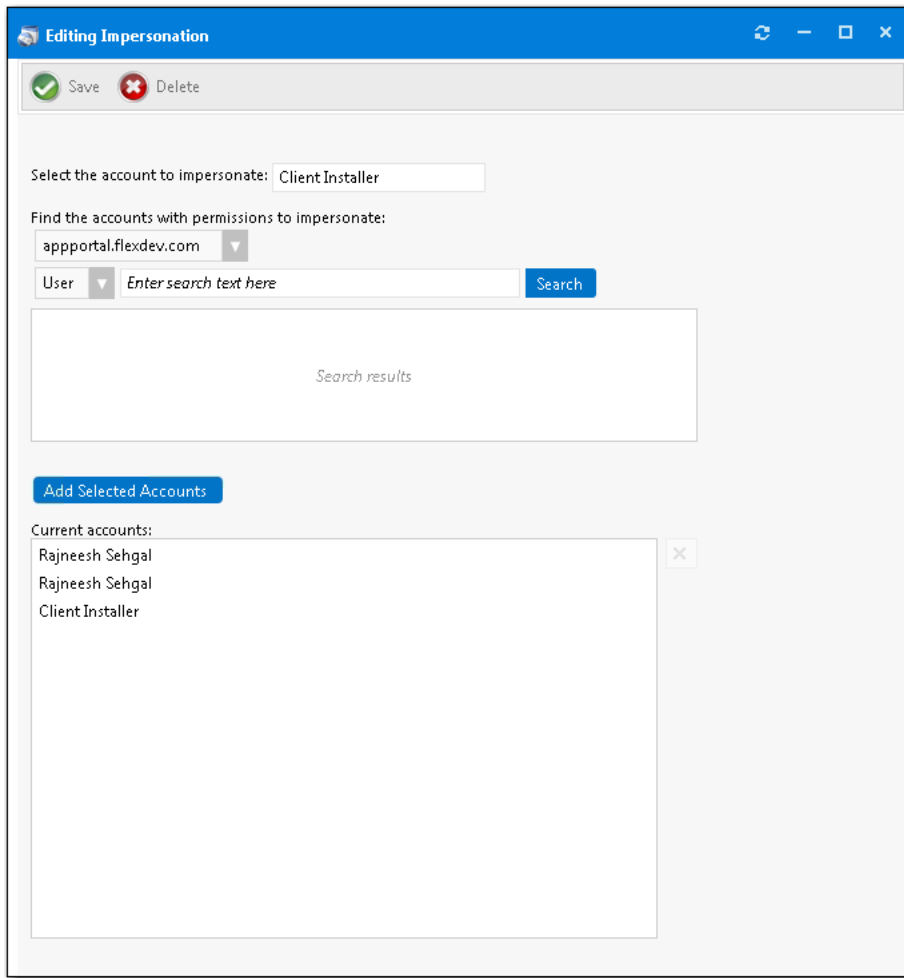 Editing Impersonation
Save Delete
Select the account to impersonate: Client Installer
Find the accounts with permissions to impersonate:
appportal.flexdev.com
User Enter search text here Search
Search results
Add Selected Accounts
Current accounts:
Rajneesh Sehgal
Rajneesh Sehgal
Client Installer